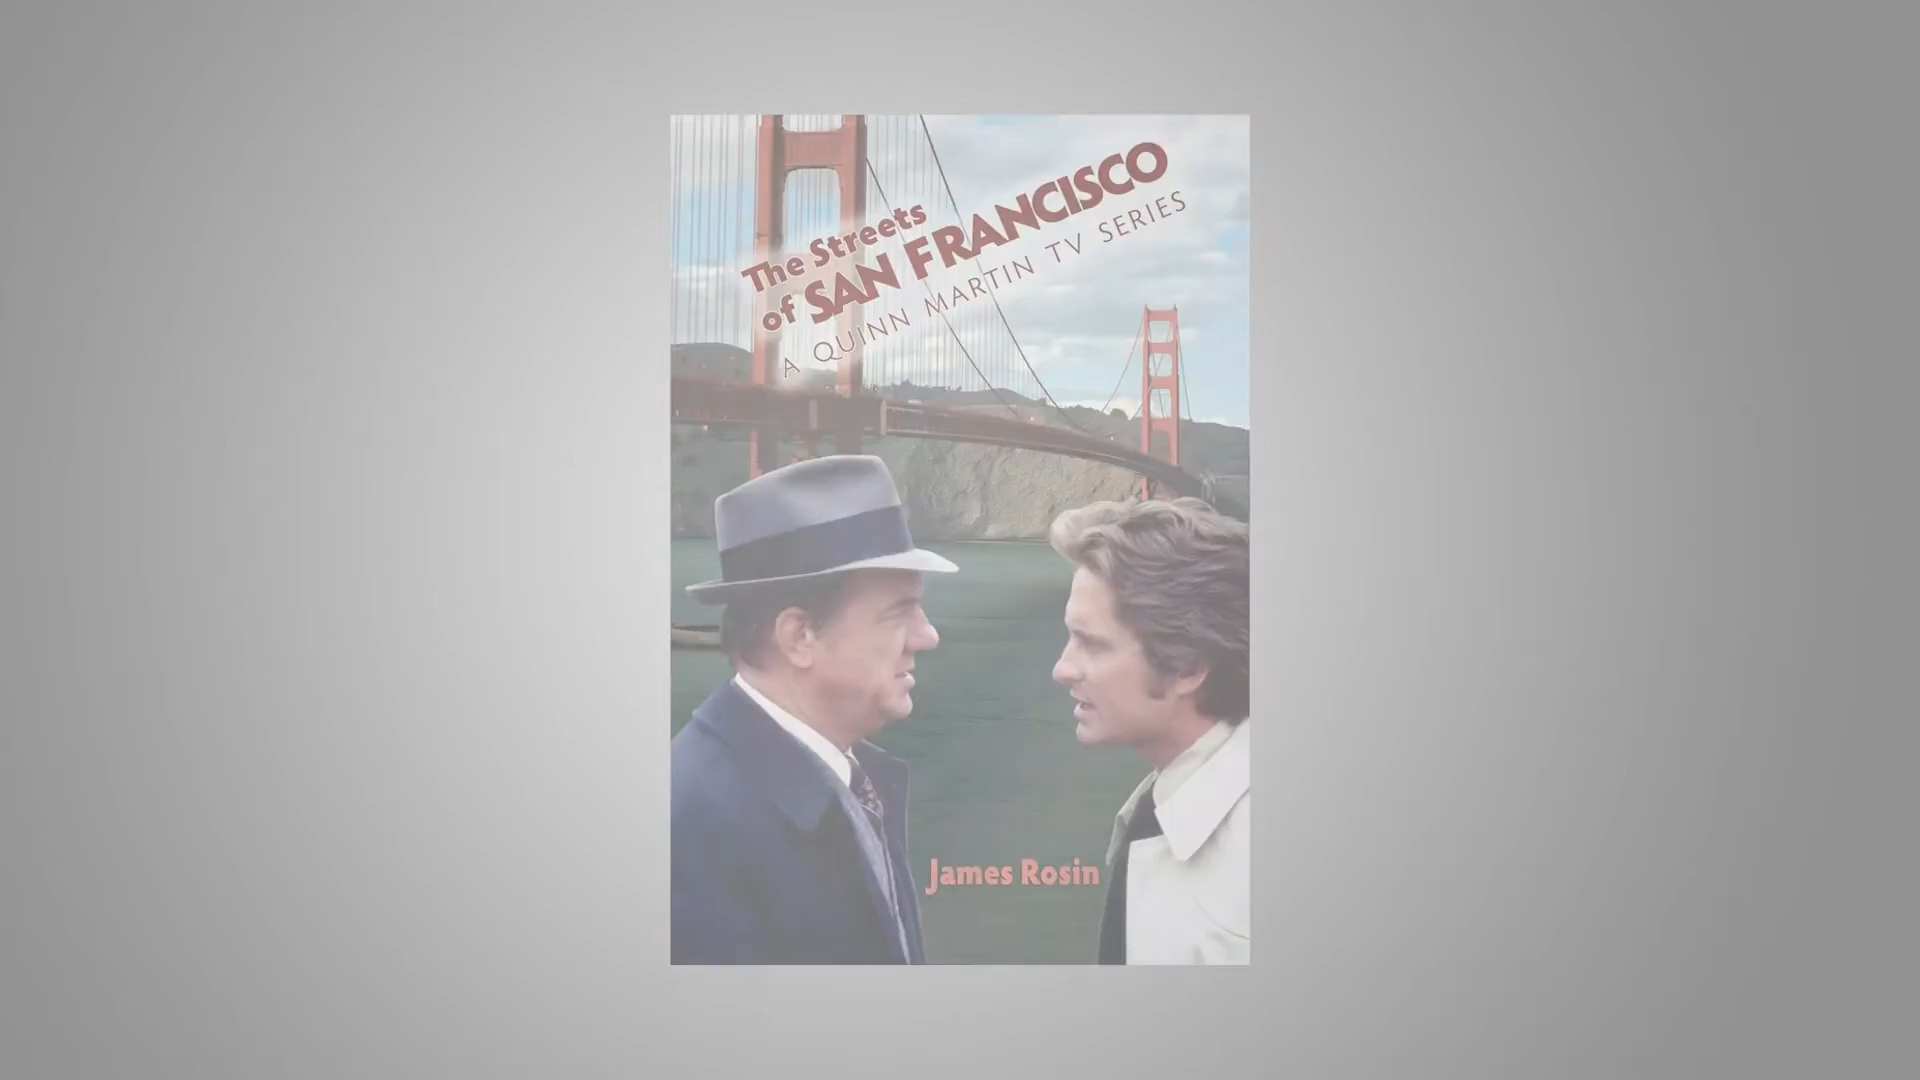 The Streets
of SAN FRANCISCO
A QUINN MARTIN TV SERIES
James Rosin